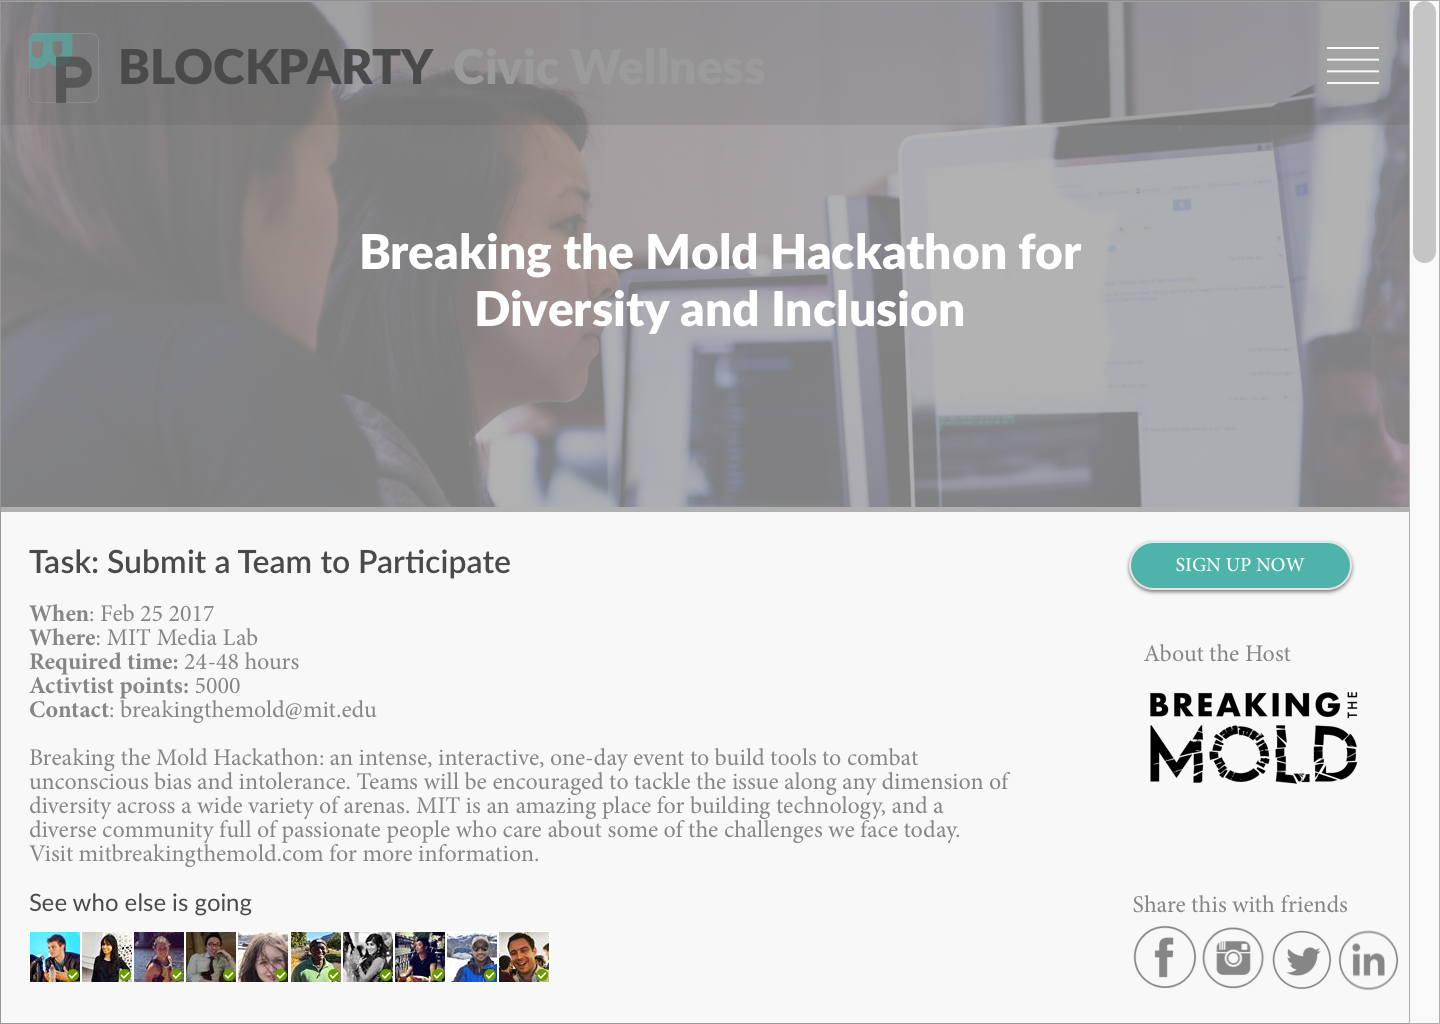 BP BLOCKPARTY Civic Wellness
Breaking the Mold Hackathon for
Diversity and Inclusion
Task: Submit a Team to Participate
SIGN UP NOW
When: Feb 25 2017
Where: MIT Media Lab
Required time: 24-48 hours
Activtist points: 5000
Contact: breakingthemold@mit.edu
About the Host
BREAKING THE
MOLD
Breaking the Mold Hackathon: an intense, interactive, one-day event to build tools to combat
unconscious bias and intolerance. Teams will be encouraged to tackle the issue along any dimension of
diversity across a wide variety of arenas. MIT is an amazing place for building technology, and a
diverse community full of passionate people who care about some of the challenges we face today.
Visit mitbreakingthemold.com for more information.
See who else is going
Share this with friends
f
in